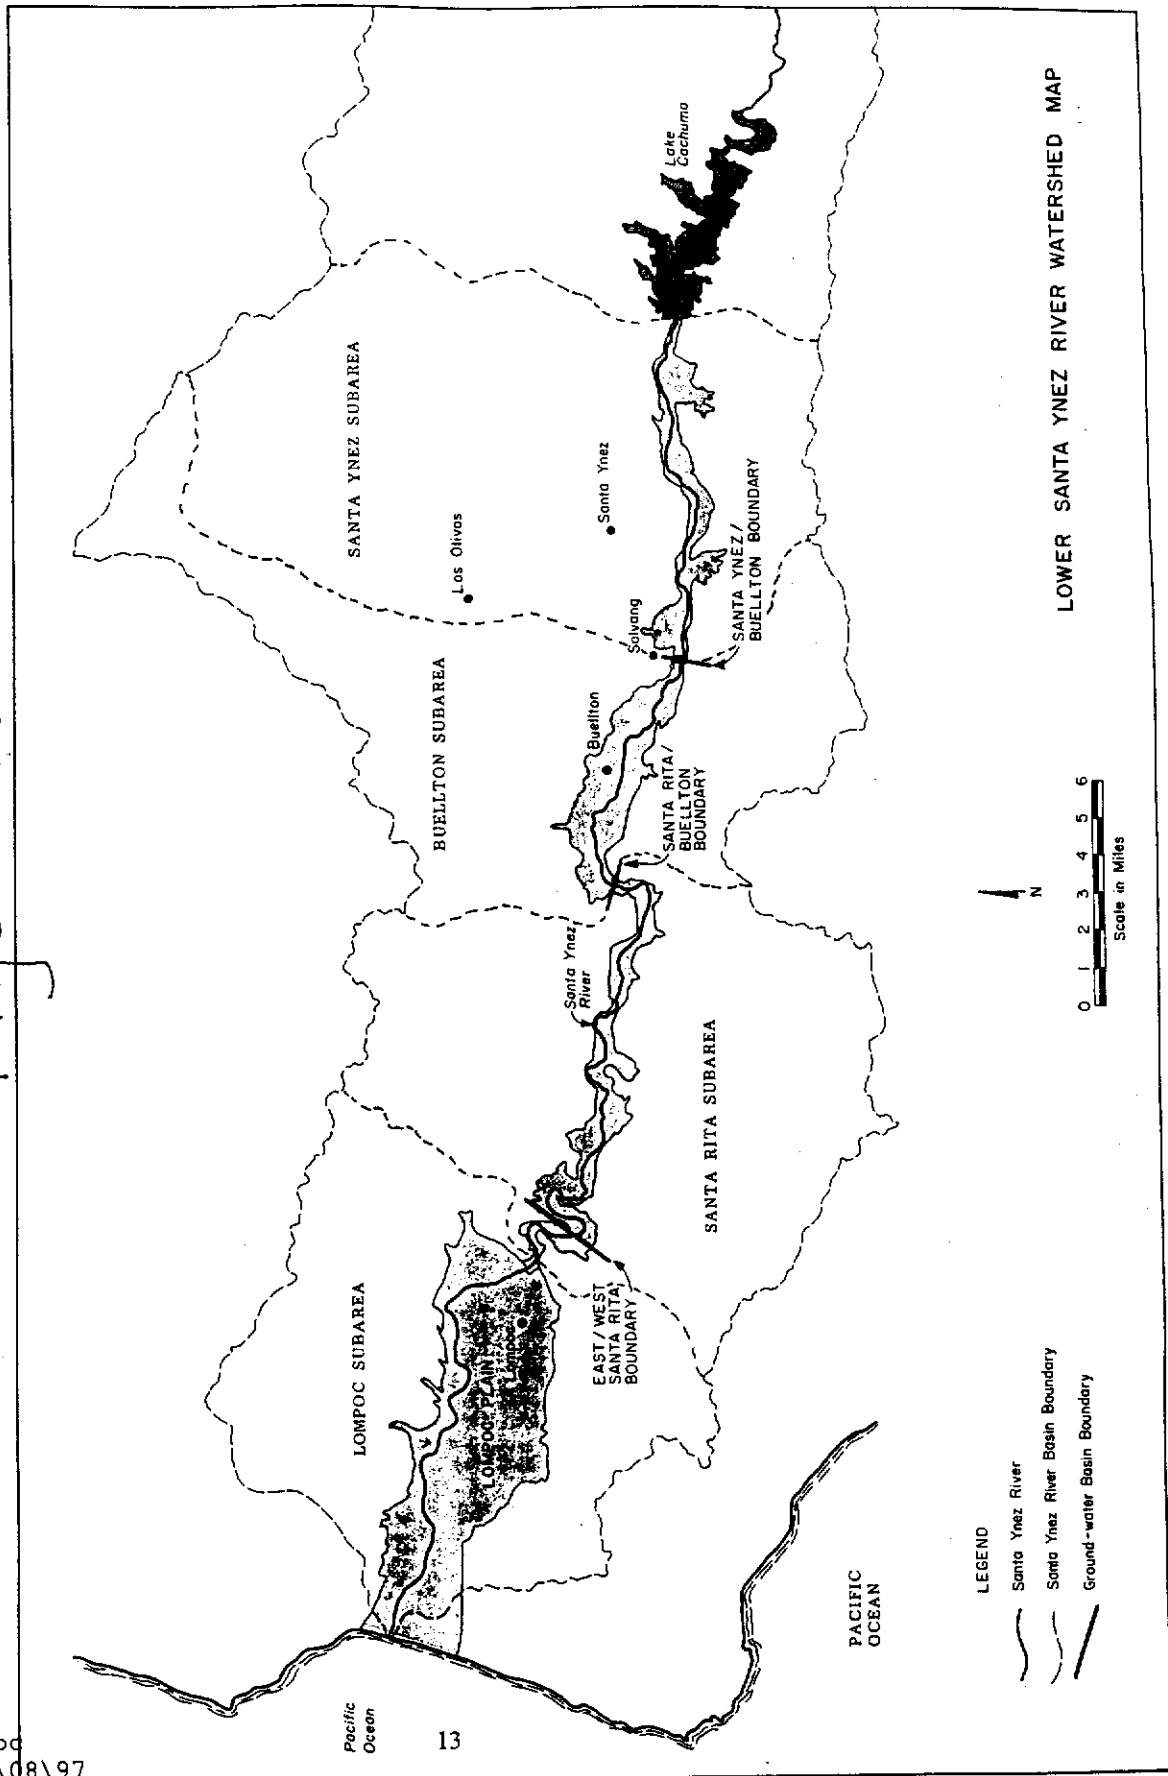 LOMPOC SUBAREA
BUELLTON SUBAREA
SANTA YNEZ SUBAREA
Los Olivos
Santa Ynez
Lake
Cachuma
Solvang
Buellton
Santa Ynez
River
LOMPOC PLAIN
Lompoc
EAST/WEST
SANTA RITA
BOUNDARY
SANTA RITA/
BUELLTON
BOUNDARY
SANTA YNEZ/
BUELLTON BOUNDARY
SANTA RITA SUBAREA
Pacific
Ocean
PACIFIC
OCEAN
LEGEND
Santa Ynez River
Santa Ynez River Basin Boundary
Ground-water Basin Boundary
N
0 1 2 3 4 5 6
Scale in Miles
LOWER SANTA YNEZ RIVER WATERSHED MAP
13
08\97